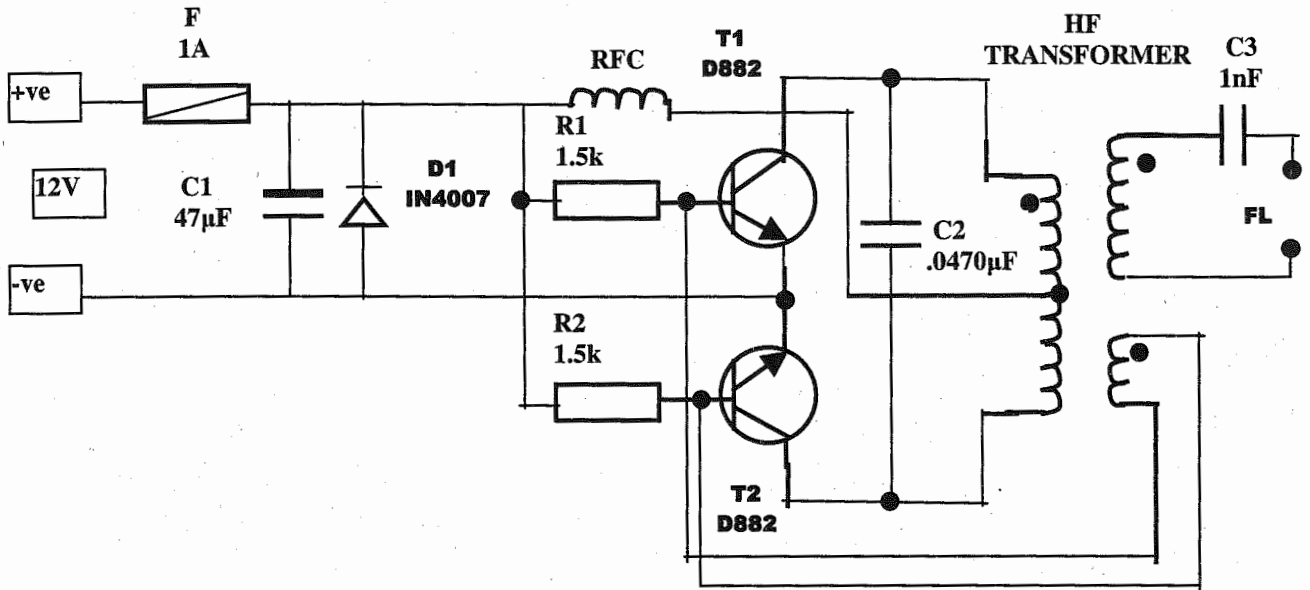 F
1A
+ve
12V
-ve
C1
47µF
D1
IN4007
RFC
R1
1.5k
R2
1.5k
T1
D882
T2
D882
C2
.0470µF
HF
TRANSFORMER
C3
1nF
FL